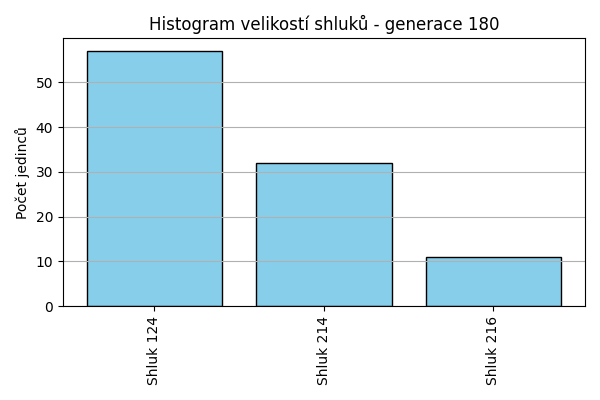 Histogram velikostí shluků - generace 180
Počet jedinců
50
40
30
20
10
0
Shluk 124
Shluk 214
Shluk 216